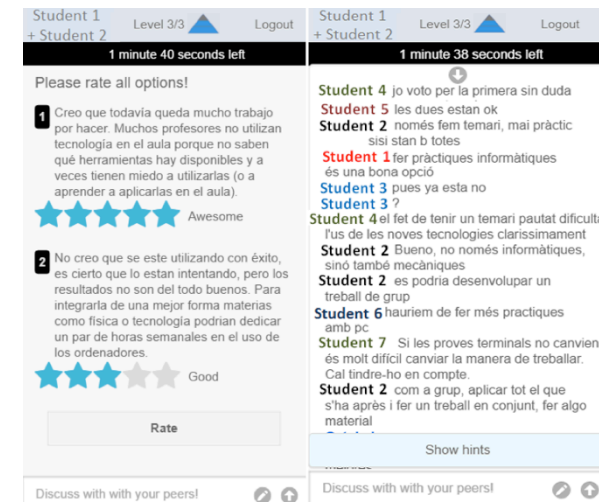 Student 1
+ Student 2
Level 3/3
Logout
1 minute 40 seconds left
Please rate all options!
1
Creo que todavía queda mucho trabajo
por hacer. Muchos profesores no utilizan
tecnología en el aula porque no saben
qué herramientas hay disponibles y a
veces tienen miedo a utilizarlas (o a
aprender a aplicarlas en el aula).
Awesome
2
No creo que se este utilizando con éxito,
es cierto que lo estan intentando, pero los
resultados no son del todo buenos. Para
integrarla de una mejor forma materias
como física o tecnología podrian dedicar
un par de horas semanales en el uso de
los ordenadores.
Good
Rate
Discuss with with your peers!
Student 1
+ Student 2
Level 3/3
Logout
1 minute 38 seconds left
Student 4 jo voto per la primera sin duda
Student 5 les dues estan ok
Student 2 només fem temari, mai pràctic
sisi stan b totes
Student 1 fer pràctiques informàtiques
és una bona opció
Student 3 pues ya esta no
Student 3 ?
Student 4 el fet de tenir un temari pautat dificulta
l'us de les noves tecnologies clarissimament
Student 2 Bueno, no només informàtiques,
sinó també mecàniques
Student 2 es podria desenvolupar un
treball de grup
Student 6 hauriem de fer més practiques
amb pc
Student 7 Si les proves terminals no canvien
és molt difícil canviar la manera de treballar.
Cal tindre-ho en compte.
Student 2 com a grup, aplicar tot el que
s'ha après i fer un treball en conjunt, fer algo
material
Show hints
Discuss with with your peers!